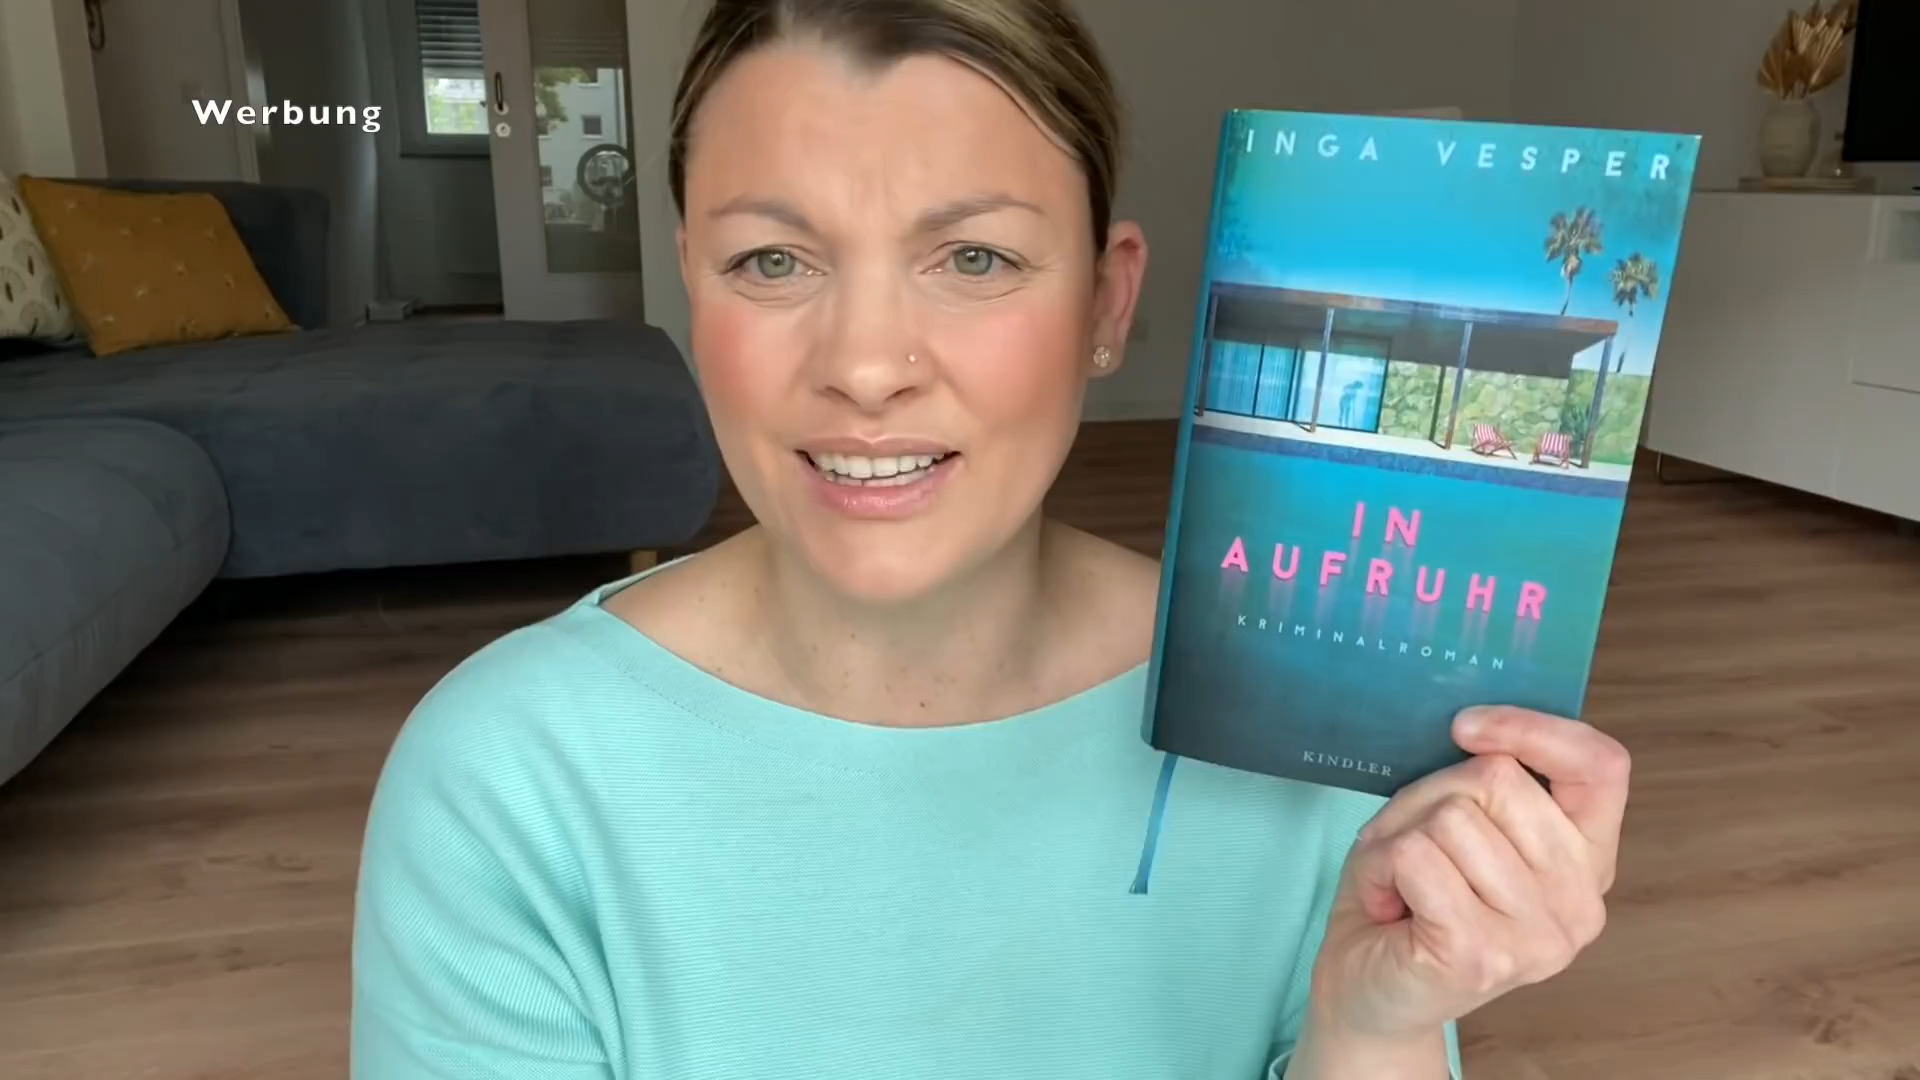 Werbung
INGA VESPER
IN
AUFRUHR
KRIMINALROMAN
KINDLER